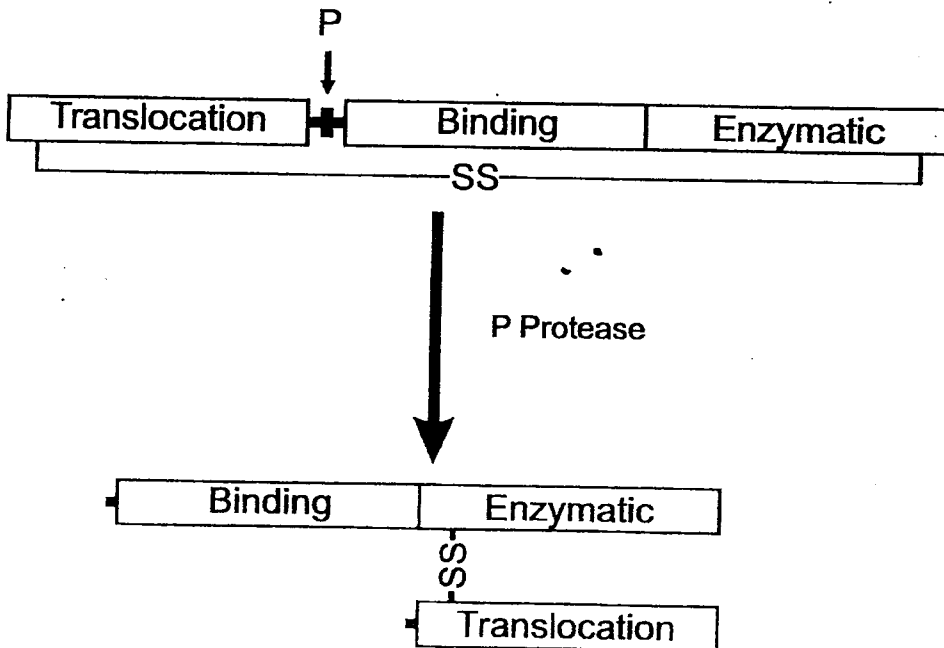 P
Translocation Binding Enzymatic
SS
P Protease
Binding Enzymatic
SS
Translocation